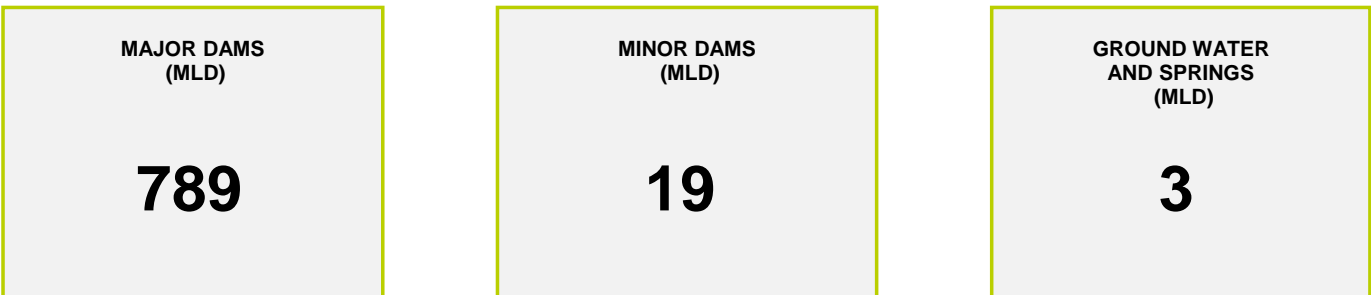 MAJOR DAMS
(MLD)
789
MINOR DAMS
(MLD)
19
GROUND WATER
AND SPRINGS
(MLD)
3